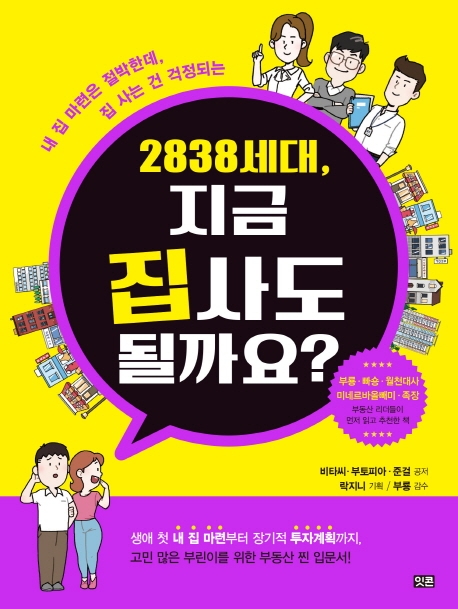 내 집 마련은 절박한데,
집 사는 건 걱정되는
2838세대,
지금
집사도
될까요?
★★★★
부룡·빠숑·월천대사
미네르바올빼미·족장
부동산 리더들이
먼저 읽고 추천한 책
★★★★
비타씨·부토피아·준걸 공저
락지니 기획 / 부룡 감수
생애 첫 내 집 마련부터 장기적 투자계획까지,
고민 많은 부린이를 위한 부동산 찐 입문서!
잇콘